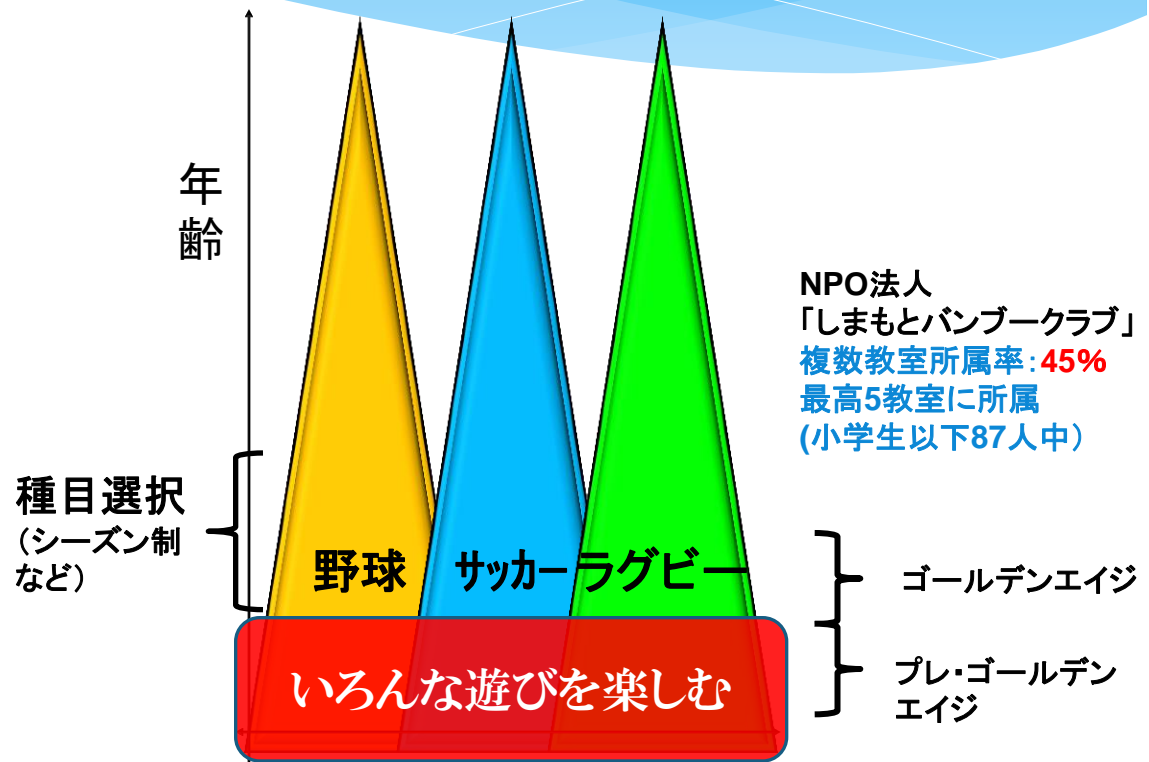 年
齢
NPO法人
「しまもとバンブークラブ」
複数教室所属率：45%
最高5教室に所属
(小学生以下87人中）
種目選択
（シーズン制
など）
野球
サッカー
ラグビー
ゴールデンエイジ
いろんな遊びを楽しむ
プレ・ゴールデン
エイジ